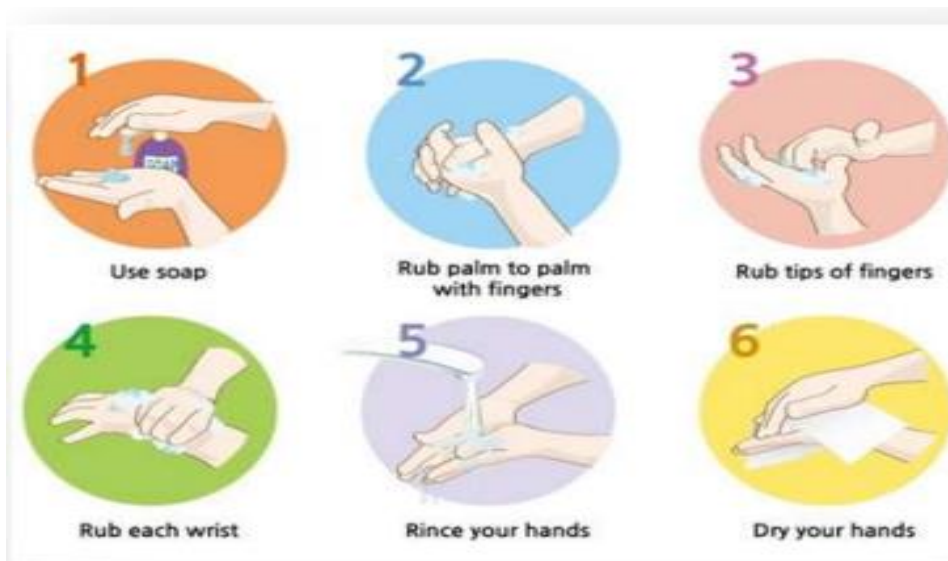 1
2
3
SOAP
Use soap
Rub palm to palm
with fingers
Rub tips of fingers
4
5
6
Rub each wrist
Rince your hands
Dry your hands